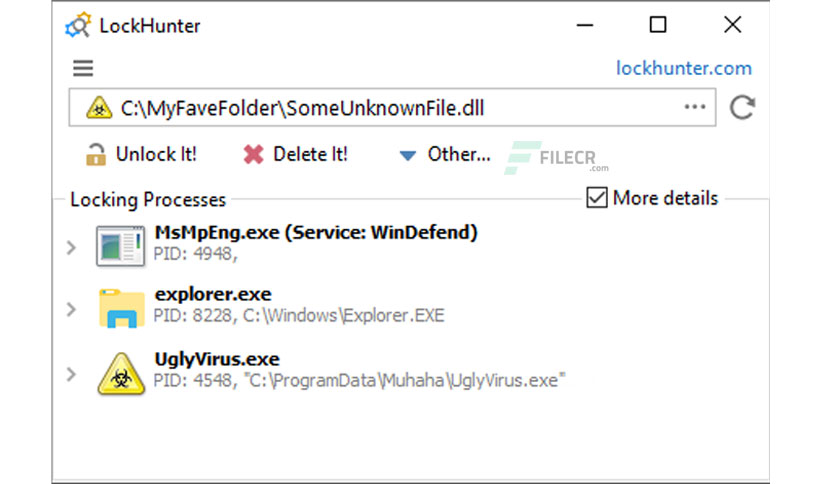 LockHunter
lockhunter.com
C:\MyFaveFolder\SomeUnknownFile.dll ...
Unlock It! Delete It! Other...
FILECR
.com
Locking Processes More details
MsMpEng.exe (Service: WinDefend)
PID: 4948,
explorer.exe
PID: 8228, C:\Windows\Explorer.EXE
UglyVirus.exe
PID: 4548, "C:\ProgramData\Muhaha\UglyVirus.exe"